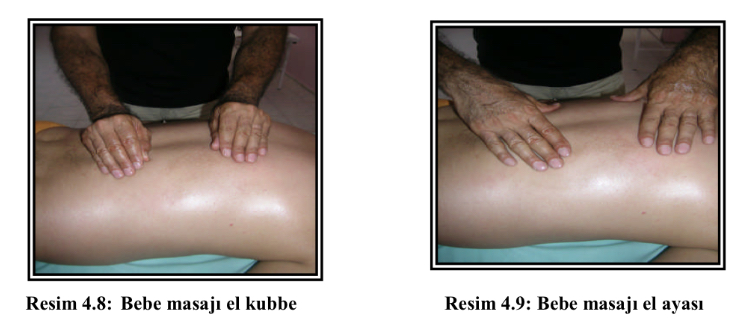 Resim 4.8: Bebe masajı el kubbe
Resim 4.9: Bebe masajı el ayası